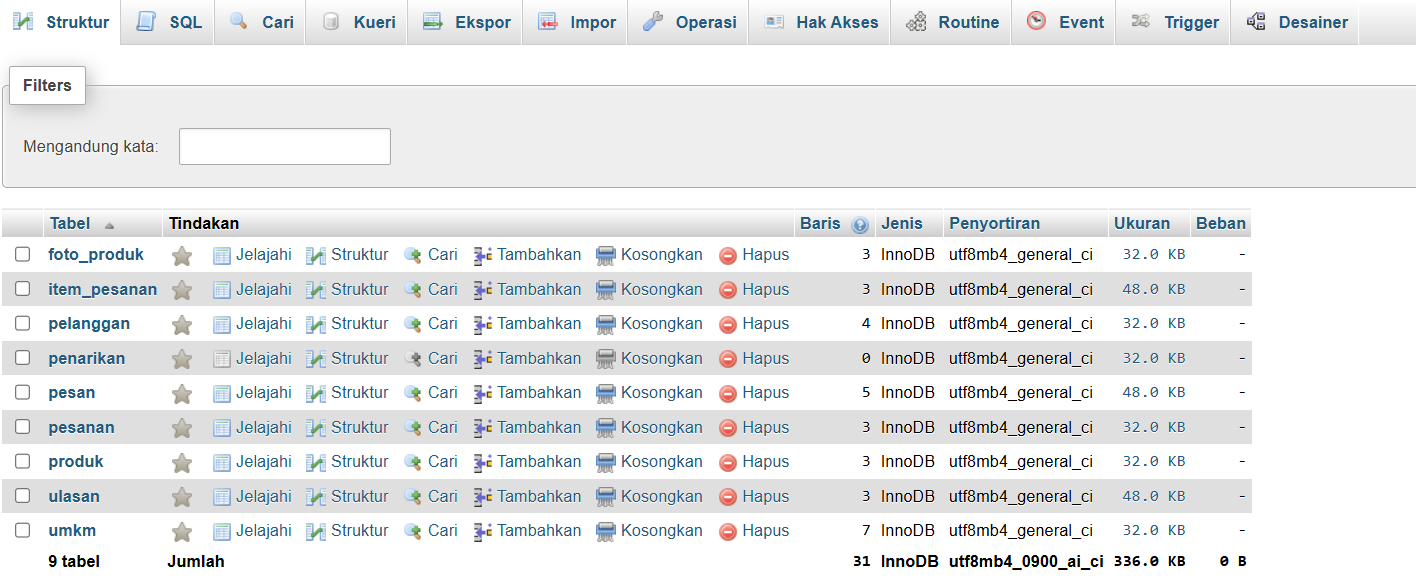 Struktur SQL Cari Kueri Ekspor Impor Operasi Hak Akses Routine Event Trigger Desainer
Filters
Mengandung kata:
Tabel Tindakan Baris Jenis Penyortiran Ukuran Beban
foto_produk Jelajahi Struktur Cari Tambahkan Kosongkan Hapus 3 InnoDB utf8mb4_general_ci 32.0 KB -
item_pesanan Jelajahi Struktur Cari Tambahkan Kosongkan Hapus 3 InnoDB utf8mb4_general_ci 48.0 KB -
pelanggan Jelajahi Struktur Cari Tambahkan Kosongkan Hapus 4 InnoDB utf8mb4_general_ci 32.0 KB -
penarikan Jelajahi Struktur Cari Tambahkan Kosongkan Hapus 0 InnoDB utf8mb4_general_ci 32.0 KB -
pesan Jelajahi Struktur Cari Tambahkan Kosongkan Hapus 5 InnoDB utf8mb4_general_ci 48.0 KB -
pesanan Jelajahi Struktur Cari Tambahkan Kosongkan Hapus 3 InnoDB utf8mb4_general_ci 32.0 KB -
produk Jelajahi Struktur Cari Tambahkan Kosongkan Hapus 3 InnoDB utf8mb4_general_ci 32.0 KB -
ulasan Jelajahi Struktur Cari Tambahkan Kosongkan Hapus 3 InnoDB utf8mb4_general_ci 48.0 KB -
umkm Jelajahi Struktur Cari Tambahkan Kosongkan Hapus 7 InnoDB utf8mb4_general_ci 32.0 KB -
9 tabel Jumlah 31 InnoDB utf8mb4_0900_ai_ci 336.0 KB 0 B